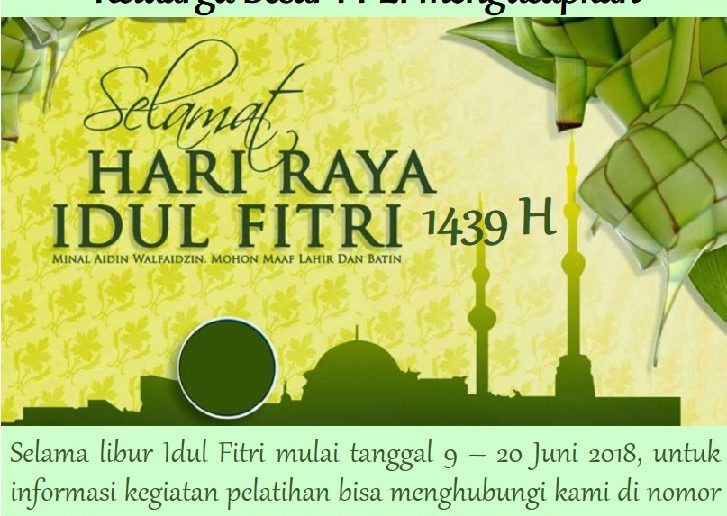 Selamat
HARI RAYA
IDUL FITRI 1439 H
MINAL AIDIN WALFAIDZIN. MOHON MAAF LAHIR DAN BATIN
Selama libur Idul Fitri mulai tanggal 9 – 20 Juni 2018, untuk
informasi kegiatan pelatihan bisa menghubungi kami di nomor